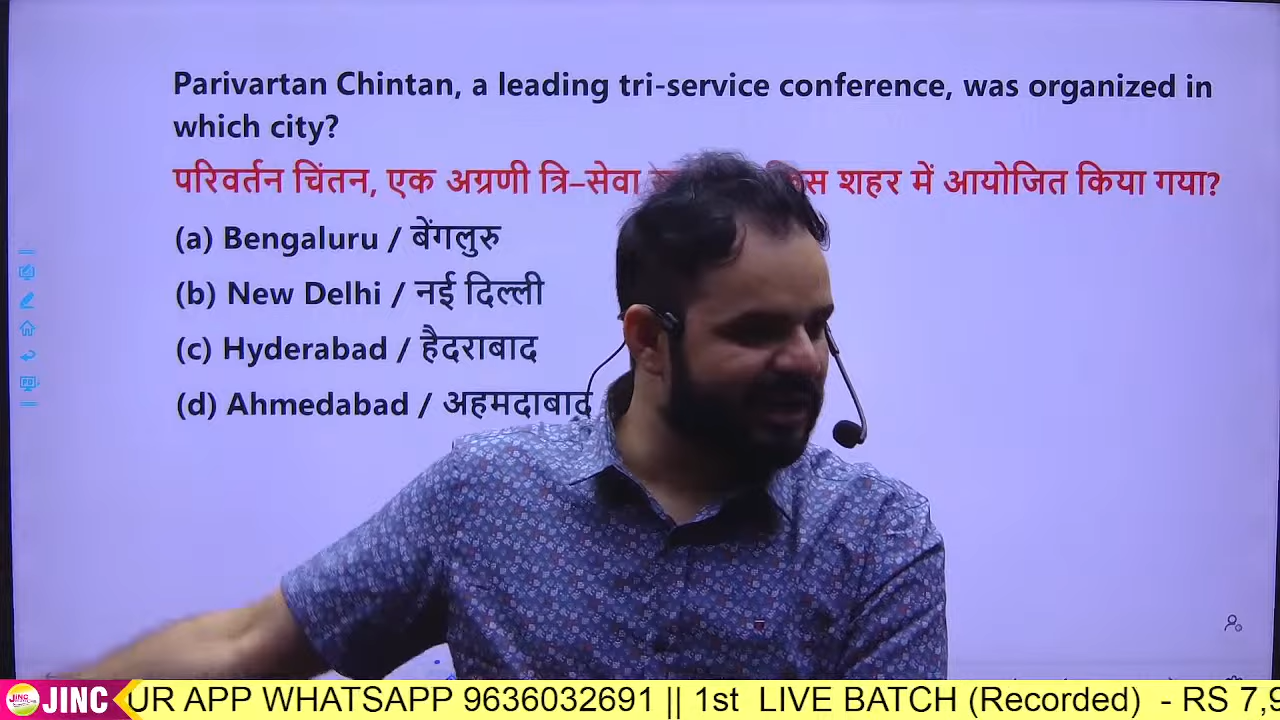 Parivartan Chintan, a leading tri-service conference, was organized in
which city?
परिवर्तन चिंतन, एक अग्रणी त्रि–सेवा शहर में आयोजित किया गया?
(a) Bengaluru / बेंगलुरु
(b) New Delhi / नई दिल्ली
(c) Hyderabad / हैदराबाद
(d) Ahmedabad / अहमदाबाद
JINC UR APP WHATSAPP 9636032691 || 1st LIVE BATCH (Recorded) - RS 7,9